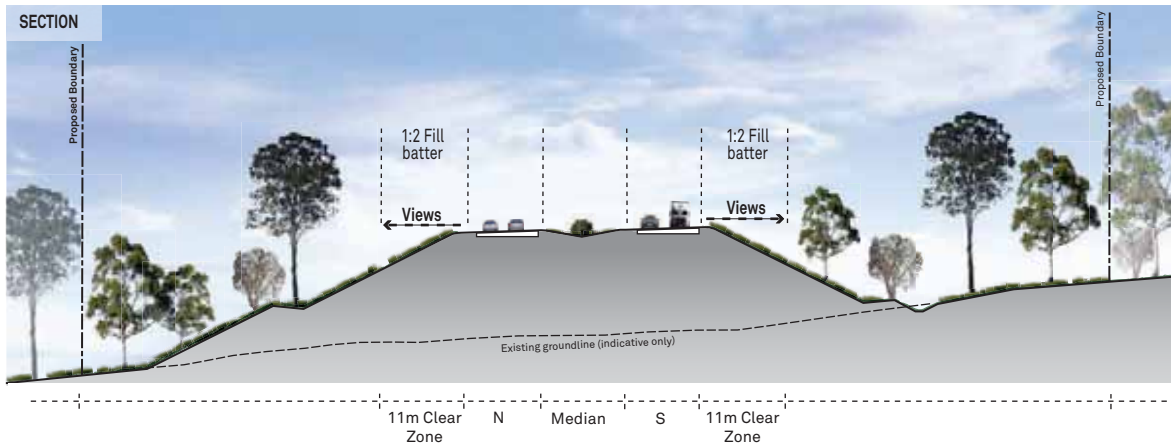 SECTION
Proposed Boundary
Proposed Boundary
1:2 Fill
batter
1:2 Fill
batter
Views
Views
Existing groundline (indicative only)
11m Clear
Zone
N
Median
S
11m Clear
Zone